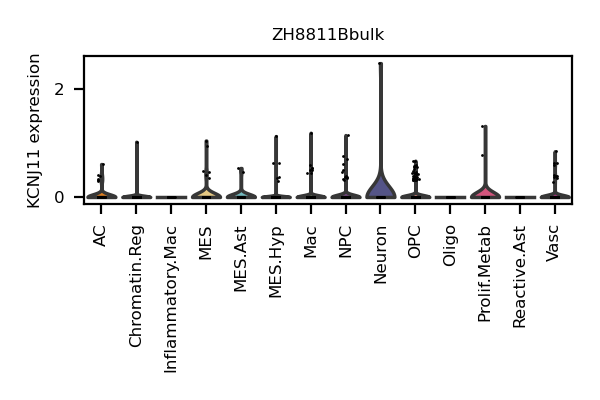 ZH8811Bbulk
KCNJ11 expression
2
0
AC
Chromatin.Reg
Inflammatory.Mac
MES
MES.Ast
MES.Hyp
Mac
NPC
Neuron
OPC
Oligo
Prolif.Metab
Reactive.Ast
Vasc